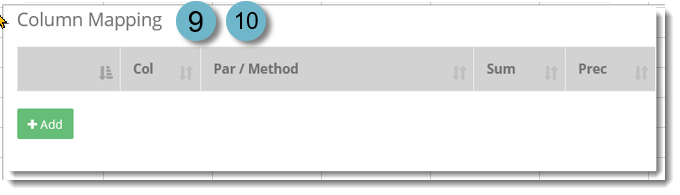 Column Mapping 9 10
Col Par / Method Sum Prec
+ Add